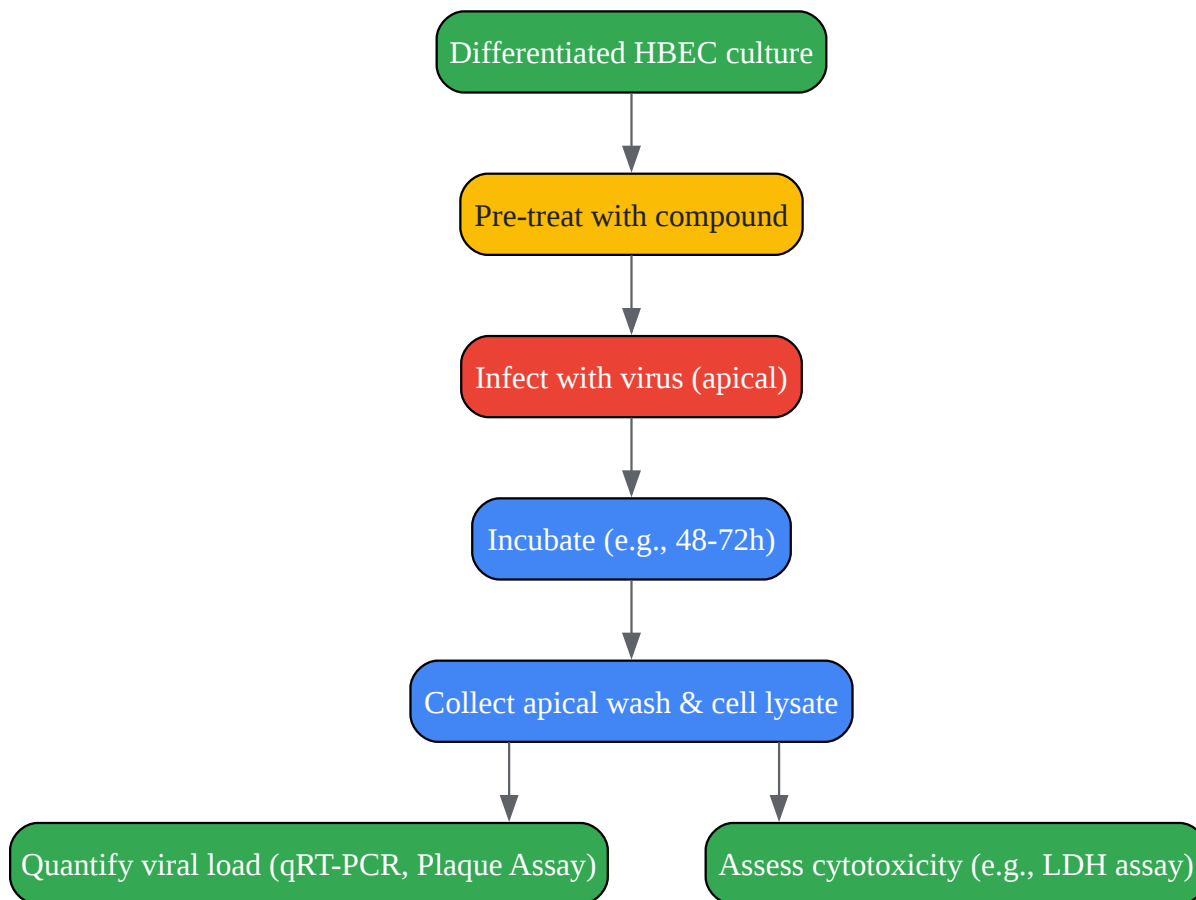 Differentiated HBEC culture
Pre-treat with compound
Infect with virus (apical)
Incubate (e.g., 48-72h)
Collect apical wash & cell lysate
Quantify viral load (qRT-PCR, Plaque Assay)
Assess cytotoxicity (e.g., LDH assay)